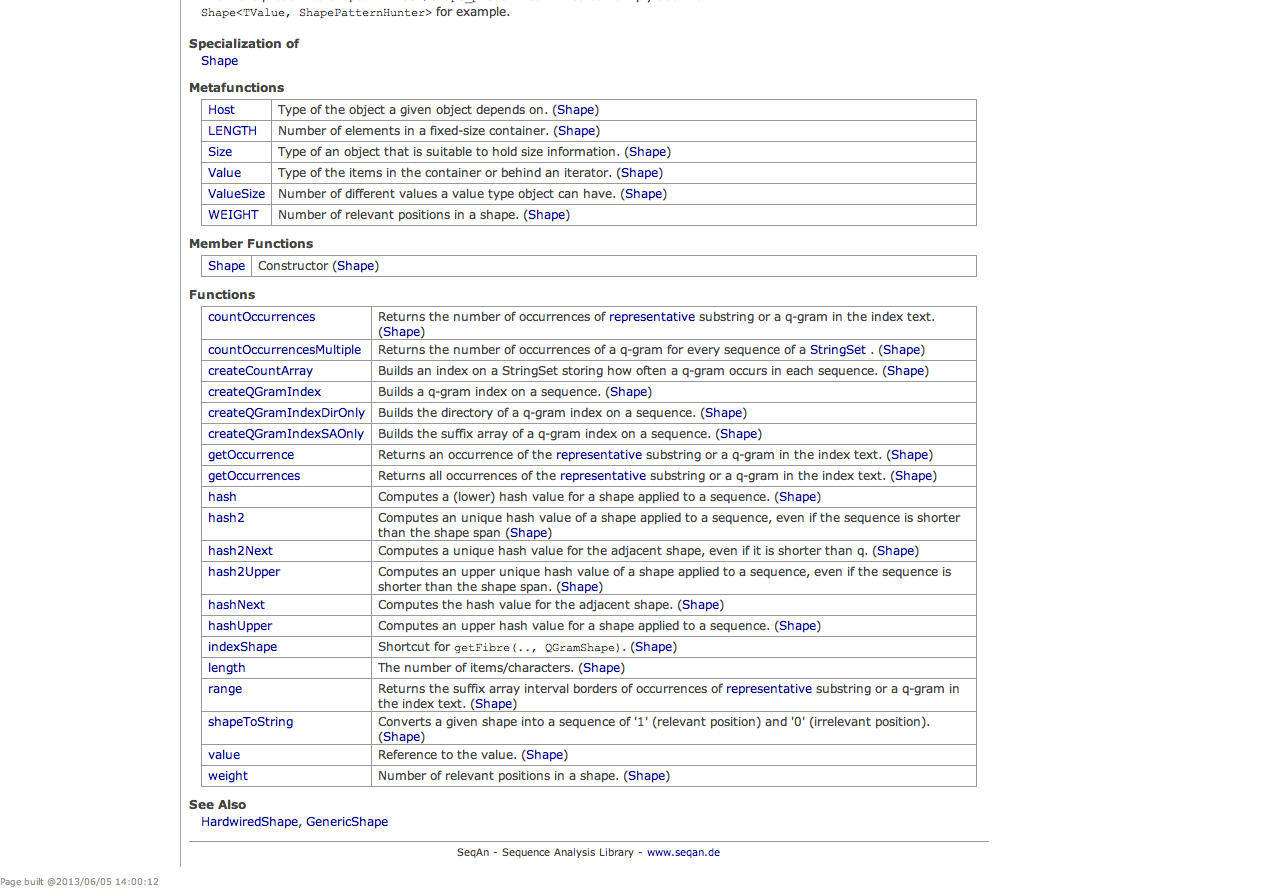 Shape<TValue, ShapePatternHunter> for example.
Specialization of
Shape
Metafunctions
Host Type of the object a given object depends on. (Shape)
LENGTH Number of elements in a fixed-size container. (Shape)
Size Type of an object that is suitable to hold size information. (Shape)
Value Type of the items in the container or behind an iterator. (Shape)
ValueSize Number of different values a value type object can have. (Shape)
WEIGHT Number of relevant positions in a shape. (Shape)
Member Functions
Shape Constructor (Shape)
Functions
countOccurrences Returns the number of occurrences of representative substring or a q-gram in the index text.
(Shape)
countOccurrencesMultiple Returns the number of occurrences of a q-gram for every sequence of a StringSet . (Shape)
createCountArray Builds an index on a StringSet storing how often a q-gram occurs in each sequence. (Shape)
createQGramIndex Builds a q-gram index on a sequence. (Shape)
createQGramIndexDirOnly Builds the directory of a q-gram index on a sequence. (Shape)
createQGramIndexSAOnly Builds the suffix array of a q-gram index on a sequence. (Shape)
getOccurrence Returns an occurrence of the representative substring or a q-gram in the index text. (Shape)
getOccurrences Returns all occurrences of the representative substring or a q-gram in the index text. (Shape)
hash Computes a (lower) hash value for a shape applied to a sequence. (Shape)
hash2 Computes an unique hash value of a shape applied to a sequence, even if the sequence is shorter
than the shape span (Shape)
hash2Next Computes a unique hash value for the adjacent shape, even if it is shorter than q. (Shape)
hash2Upper Computes an upper unique hash value of a shape applied to a sequence, even if the sequence is
shorter than the shape span. (Shape)
hashNext Computes the hash value for the adjacent shape. (Shape)
hashUpper Computes an upper hash value for a shape applied to a sequence. (Shape)
indexShape Shortcut for getFibre(.., QGramShape). (Shape)
length The number of items/characters. (Shape)
range Returns the suffix array interval borders of occurrences of representative substring or a q-gram in
the index text. (Shape)
shapeToString Converts a given shape into a sequence of '1' (relevant position) and '0' (irrelevant position).
(Shape)
value Reference to the value. (Shape)
weight Number of relevant positions in a shape. (Shape)
See Also
HardwiredShape, GenericShape
SeqAn - Sequence Analysis Library - www.seqan.de
Page built @2013/06/05 14:00:12